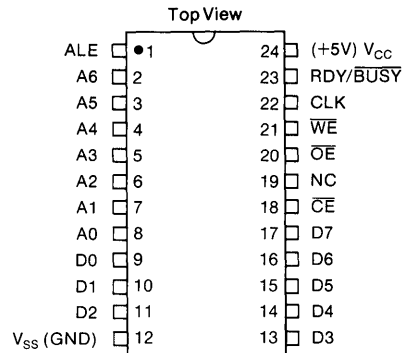 Top View
ALE 1 24 (+5V) VCC
A6 2 23 RDY/BUSY
A5 3 22 CLK
A4 4 21 WE
A3 5 20 OE
A2 6 19 NC
A1 7 18 CE
A0 8 17 D7
D0 9 16 D6
D1 10 15 D5
D2 11 14 D4
VSS (GND) 12 13 D3